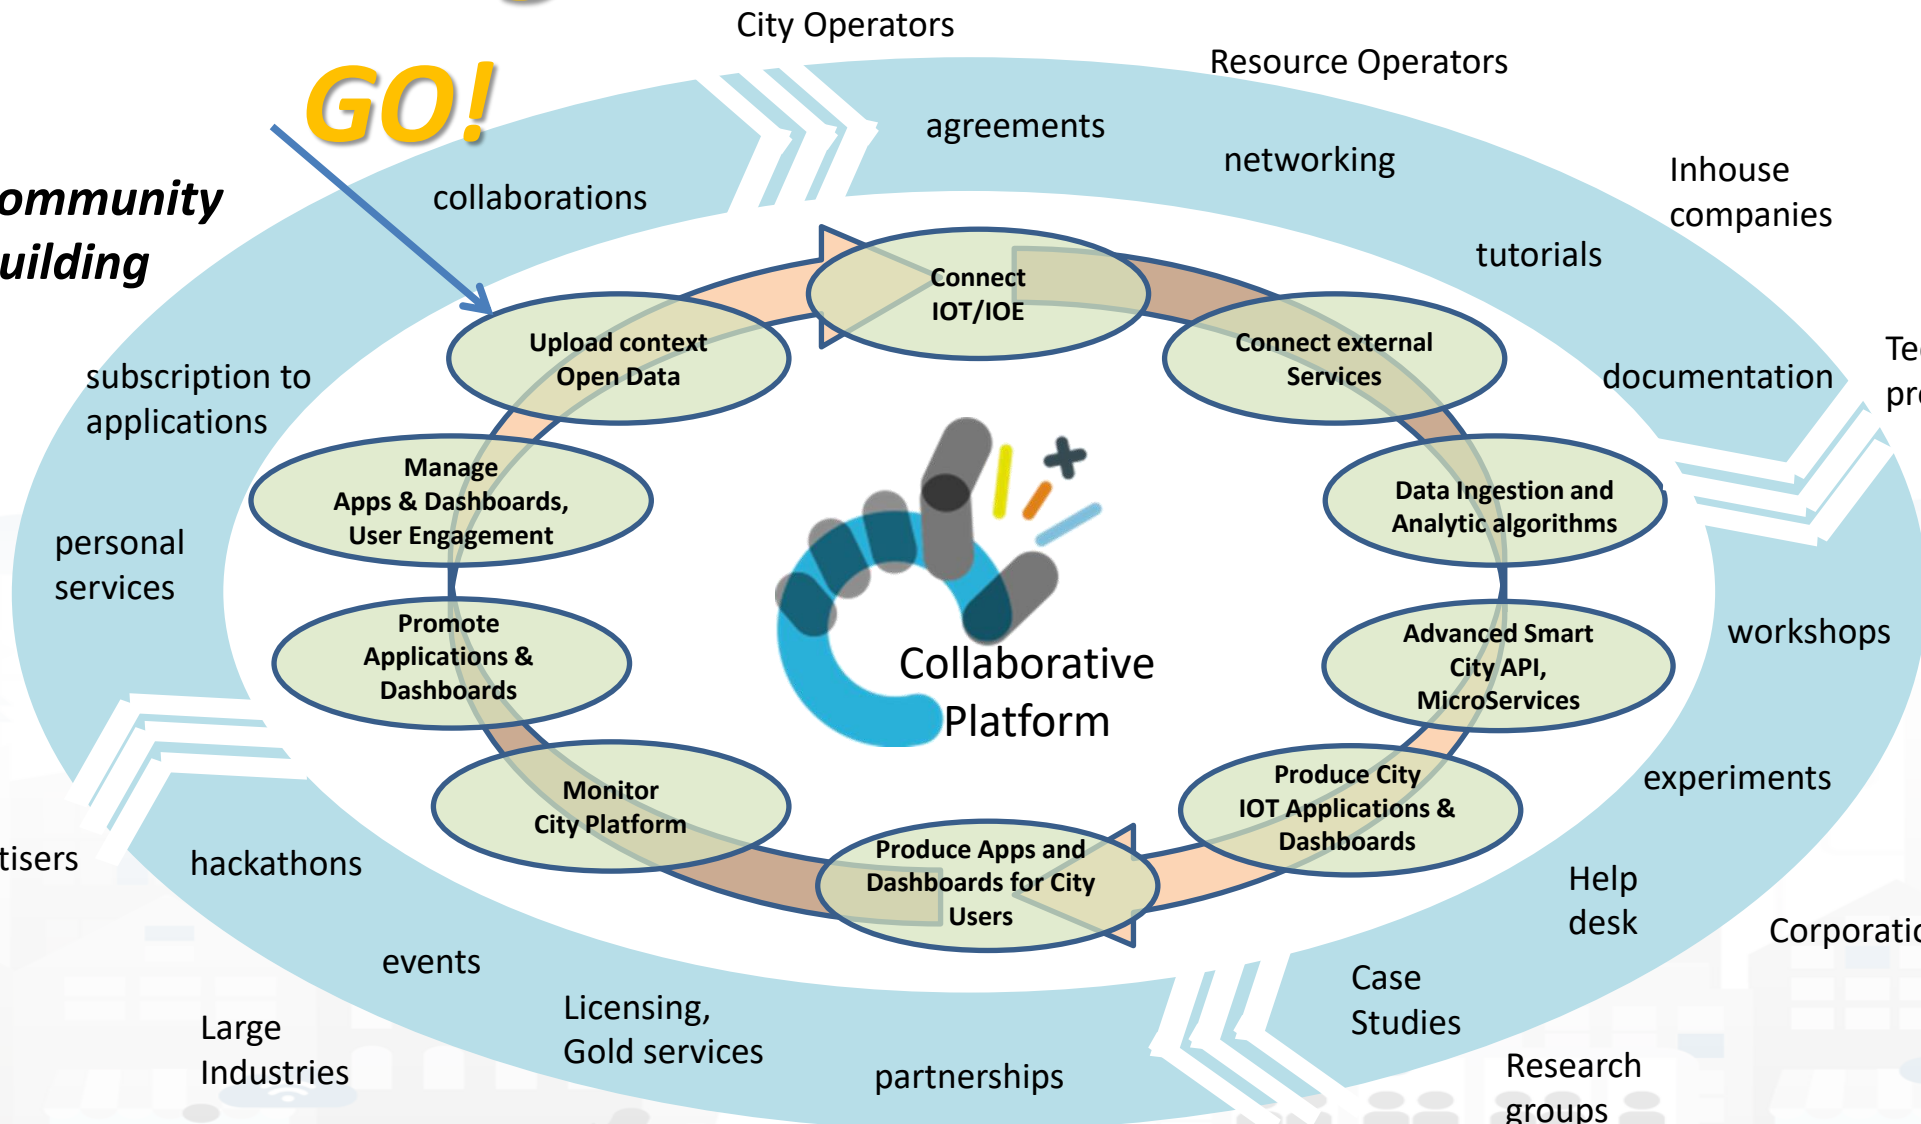 City Operators
Resource Operators
GO!
agreements
networking
Inhouse
companies
ommunity
uilding
collaborations
tutorials
Connect
IOT/IOE
Upload context
Open Data
Connect external
Services
documentation
subscription to
applications
Manage
Apps & Dashboards,
User Engagement
Data Ingestion and
Analytic algorithms
personal
services
Promote
Applications &
Dashboards
Collaborative
Platform
Advanced Smart
City API,
MicroServices
workshops
Monitor
City Platform
Produce City
IOT Applications &
Dashboards
experiments
Produce Apps and
Dashboards for City
Users
tisers
hackathons
Help
desk
Corporatio
events
Case
Studies
Licensing,
Gold services
Large
Industries
partnerships
Research
groups